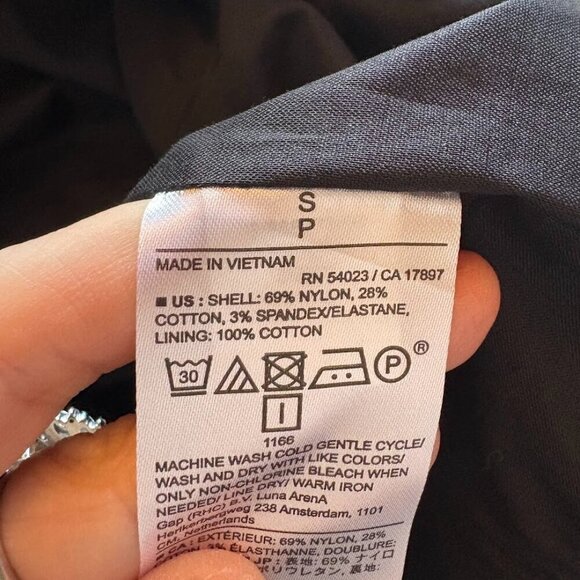 S
P
MADE IN VIETNAM
RN 54023 / CA 17897
■ US : SHELL: 69% NYLON, 28%
COTTON, 3% SPANDEX/ELASTANE,
LINING: 100% COTTON
30 P ®
I
1166
MACHINE WASH COLD GENTLE CYCLE/
WASH AND DRY WITH LIKE COLORS/
ONLY NON-CHLORINE BLEACH WHEN
NEEDED/ LINE DRY/ WARM IRON
Gap (RHC) B.V. Luna ArenA
Herikerbergweg 238 Amsterdam, 1101
CM, Netherlands
CA : EXTÉRIEUR: 69% NYLON, 28%
3% ÉLASTHANNE, DOUBLURE:
JP : 表地: 69% ナイロ
ポリウレタン, 裏地: